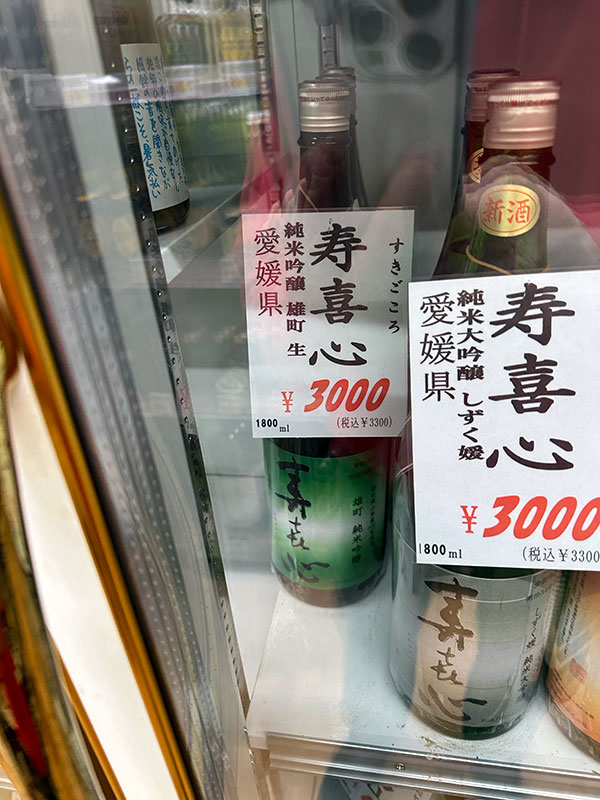 すきごころ
寿喜心
純米吟醸 雄町 生
愛媛県
¥3000
1800ml
(税込¥3300)
寿喜心
雄町 純米吟醸
新酒
寿喜心
純米大吟醸 しずく媛
愛媛県
¥3000
1800ml
(税込¥3300
寿喜心
しずく媛 純米大